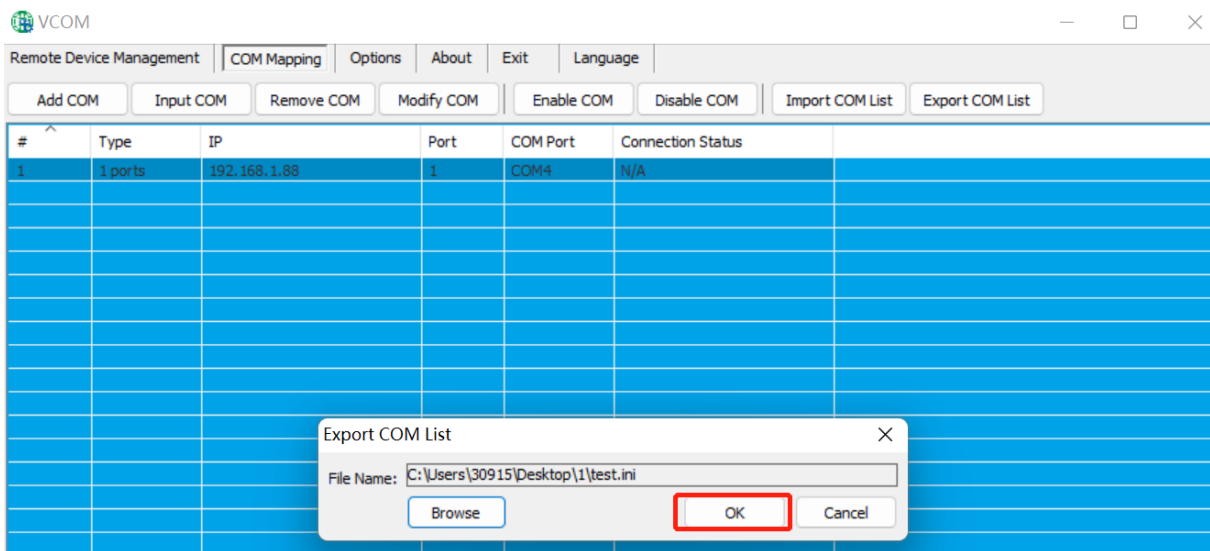 VCOM
Remote Device Management COM Mapping Options About Exit Language
Add COM Input COM Remove COM Modify COM Enable COM Disable COM Import COM List Export COM List
# Type IP Port COM Port Connection Status
1 1 ports 192.168.1.88 1 COM4 N/A
Export COM List
File Name: C:\Users\30915\Desktop\1\test.ini
Browse OK Cancel